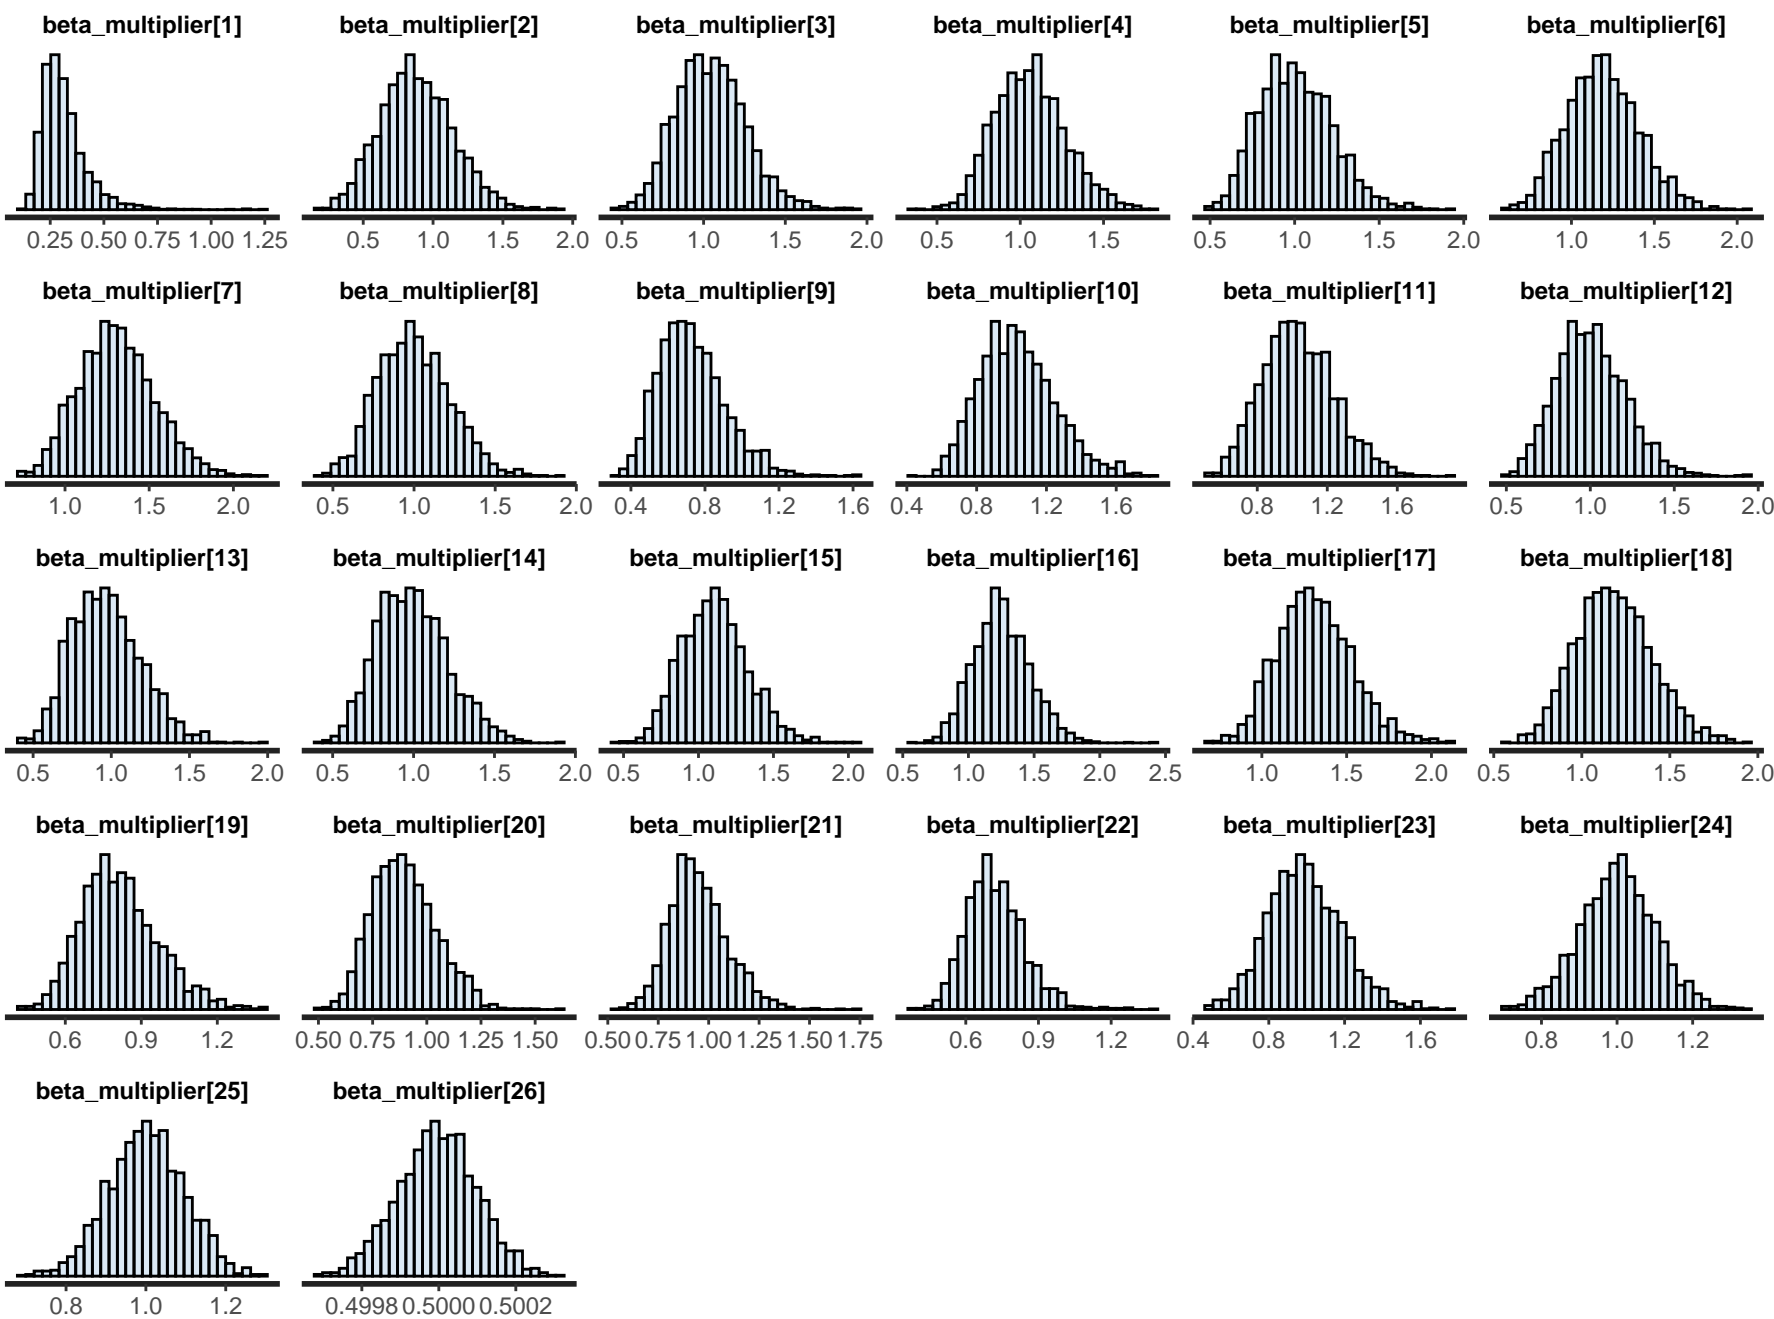 beta_multiplier[1] beta_multiplier[2] beta_multiplier[3] beta_multiplier[4] beta_multiplier[5] beta_multiplier[6]
0.25 0.50 0.75 1.00 1.25 0.5 1.0 1.5 2.0 0.5 1.0 1.5 2.0 0.5 1.0 1.5 0.5 1.0 1.5 2.0 1.0 1.5 2.0
beta_multiplier[7] beta_multiplier[8] beta_multiplier[9] beta_multiplier[10] beta_multiplier[11] beta_multiplier[12]
1.0 1.5 2.0 0.5 1.0 1.5 2.0 0.4 0.8 1.2 1.6 0.4 0.8 1.2 1.6 0.8 1.2 1.6 0.5 1.0 1.5 2.0
beta_multiplier[13] beta_multiplier[14] beta_multiplier[15] beta_multiplier[16] beta_multiplier[17] beta_multiplier[18]
0.5 1.0 1.5 2.0 0.5 1.0 1.5 2.0 0.5 1.0 1.5 2.0 0.5 1.0 1.5 2.0 2.5 1.0 1.5 2.0 0.5 1.0 1.5 2.0
beta_multiplier[19] beta_multiplier[20] beta_multiplier[21] beta_multiplier[22] beta_multiplier[23] beta_multiplier[24]
0.6 0.9 1.2 0.50 0.75 1.00 1.25 1.50 0.50 0.75 1.00 1.25 1.50 1.75 0.6 0.9 1.2 0.4 0.8 1.2 1.6 0.8 1.0 1.2
beta_multiplier[25] beta_multiplier[26]
0.8 1.0 1.2 0.4998 0.5000 0.5002